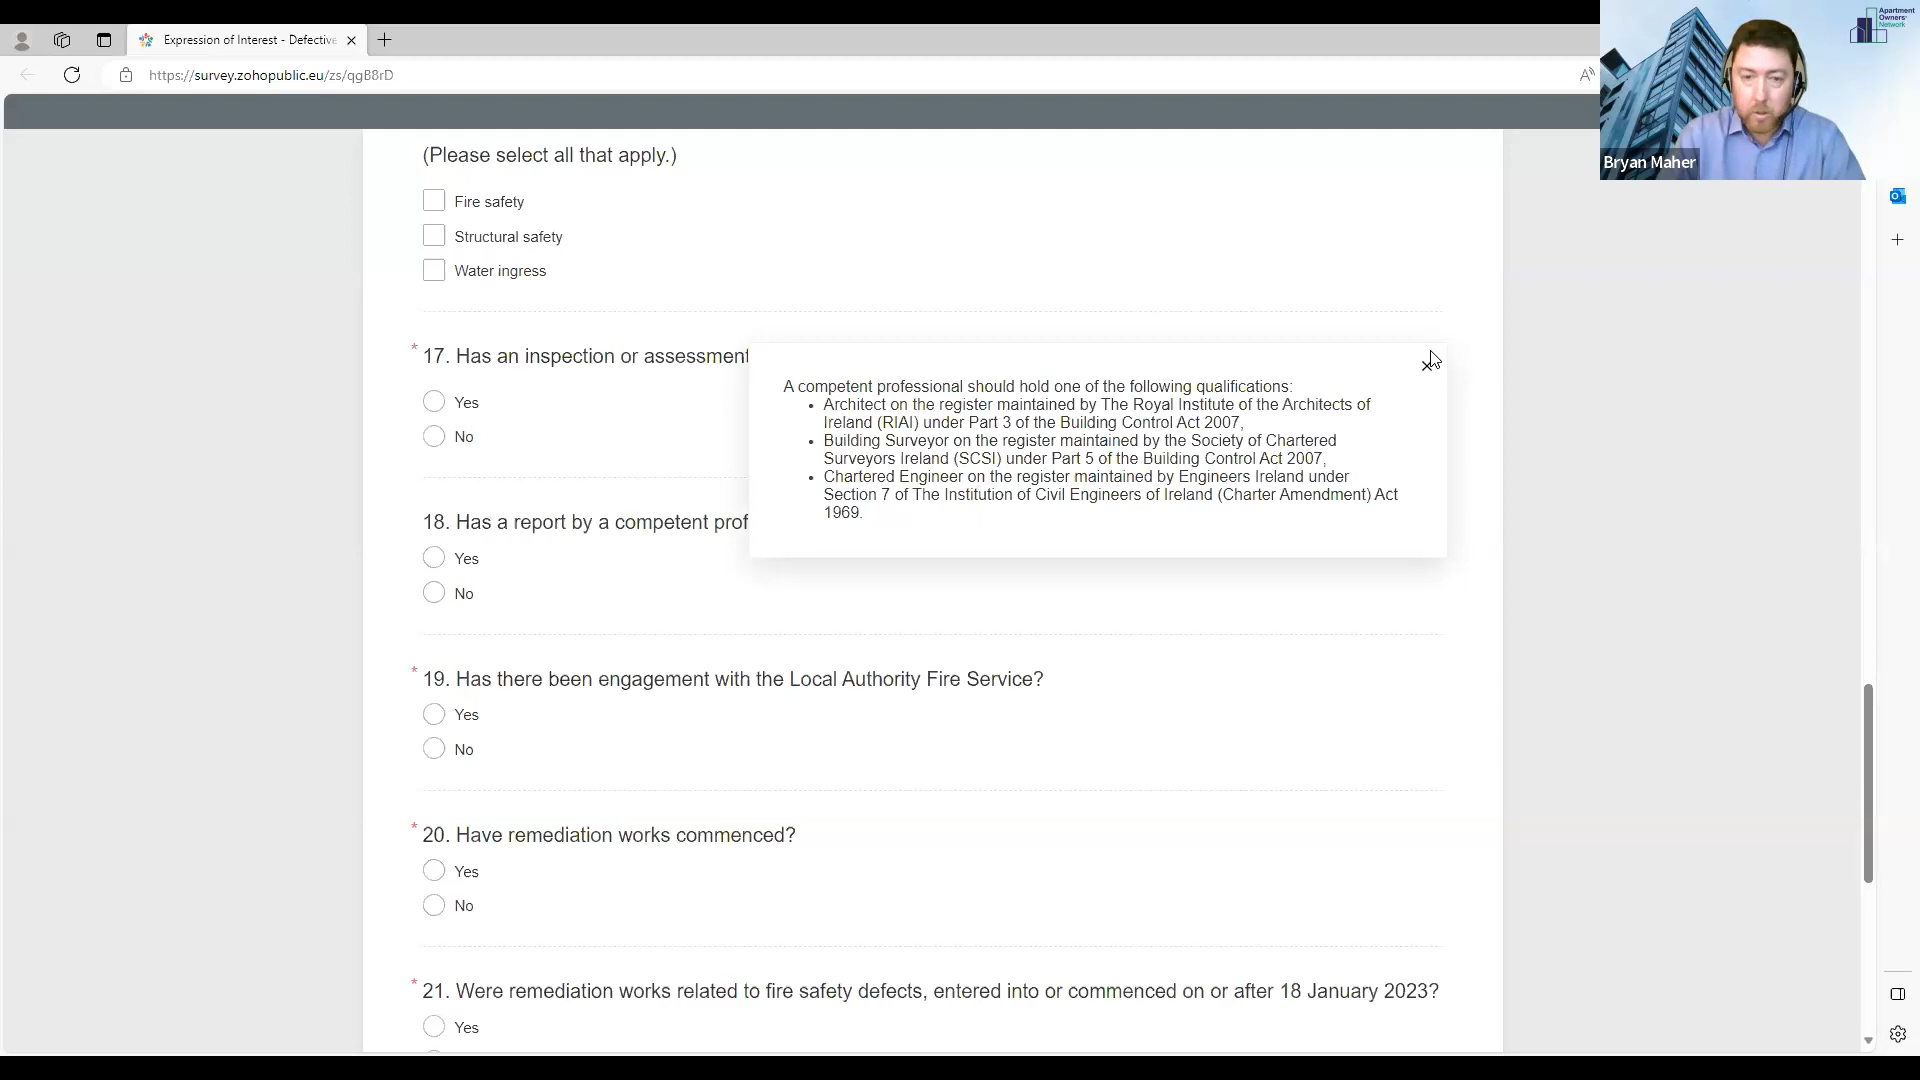 Expression of Interest - Defective
https://survey.zohopublic.eu/zs/qgB8rD
Apartment
Owners'
Network
Bryan Maher
(Please select all that apply.)
Fire safety
Structural safety
Water ingress
* 17. Has an inspection or assessment
Yes
No
A competent professional should hold one of the following qualifications:
• Architect on the register maintained by The Royal Institute of the Architects of
Ireland (RIAI) under Part 3 of the Building Control Act 2007,
• Building Surveyor on the register maintained by the Society of Chartered
Surveyors Ireland (SCSI) under Part 5 of the Building Control Act 2007,
• Chartered Engineer on the register maintained by Engineers Ireland under
Section 7 of The Institution of Civil Engineers of Ireland (Charter Amendment) Act
1969.
18. Has a report by a competent prof
Yes
No
* 19. Has there been engagement with the Local Authority Fire Service?
Yes
No
* 20. Have remediation works commenced?
Yes
No
* 21. Were remediation works related to fire safety defects, entered into or commenced on or after 18 January 2023?
Yes